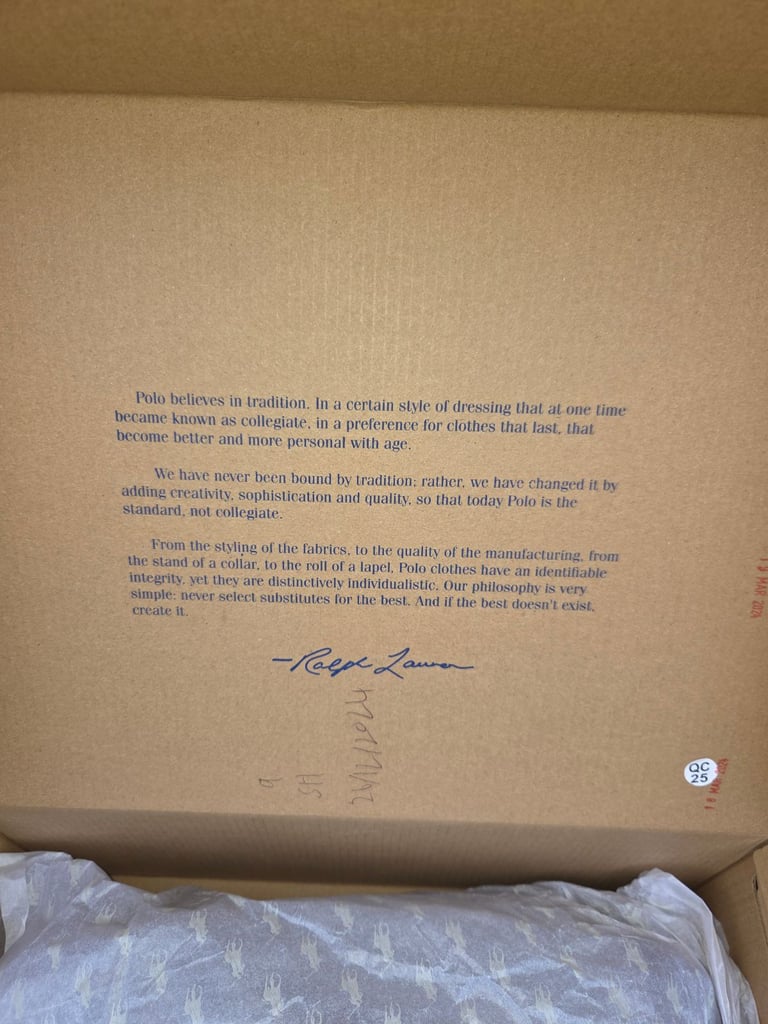 Polo believes in tradition. In a certain style of dressing that at one time
became known as collegiate, in a preference for clothes that last, that
become better and more personal with age.
We have never been bound by tradition; rather, we have changed it by
adding creativity, sophistication and quality, so that today Polo is the
standard, not collegiate.
From the styling of the fabrics, to the quality of the manufacturing, from
the stand of a collar, to the roll of a lapel, Polo clothes have an identifiable
integrity, yet they are distinctively individualistic. Our philosophy is very
simple: never select substitutes for the best. And if the best doesn't exist,
create it.
–Ralph Lauren
QC
25
MAR 2024